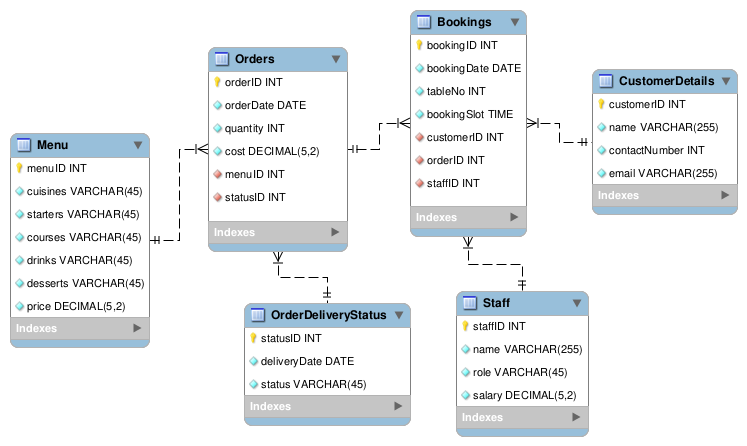 Bookings
bookingID INT
bookingDate DATE
tableNo INT
bookingSlot TIME
customerID INT
orderID INT
staffID INT
Indexes
Orders
orderID INT
orderDate DATE
quantity INT
cost DECIMAL(5,2)
menuID INT
statusID INT
Indexes
CustomerDetails
customerID INT
name VARCHAR(255)
contactNumber INT
email VARCHAR(255)
Indexes
Menu
menuID INT
cuisines VARCHAR(45)
starters VARCHAR(45)
courses VARCHAR(45)
drinks VARCHAR(45)
desserts VARCHAR(45)
price DECIMAL(5,2)
Indexes
OrderDeliveryStatus
statusID INT
deliveryDate DATE
status VARCHAR(45)
Indexes
Staff
staffID INT
name VARCHAR(255)
role VARCHAR(45)
salary DECIMAL(5,2)
Indexes